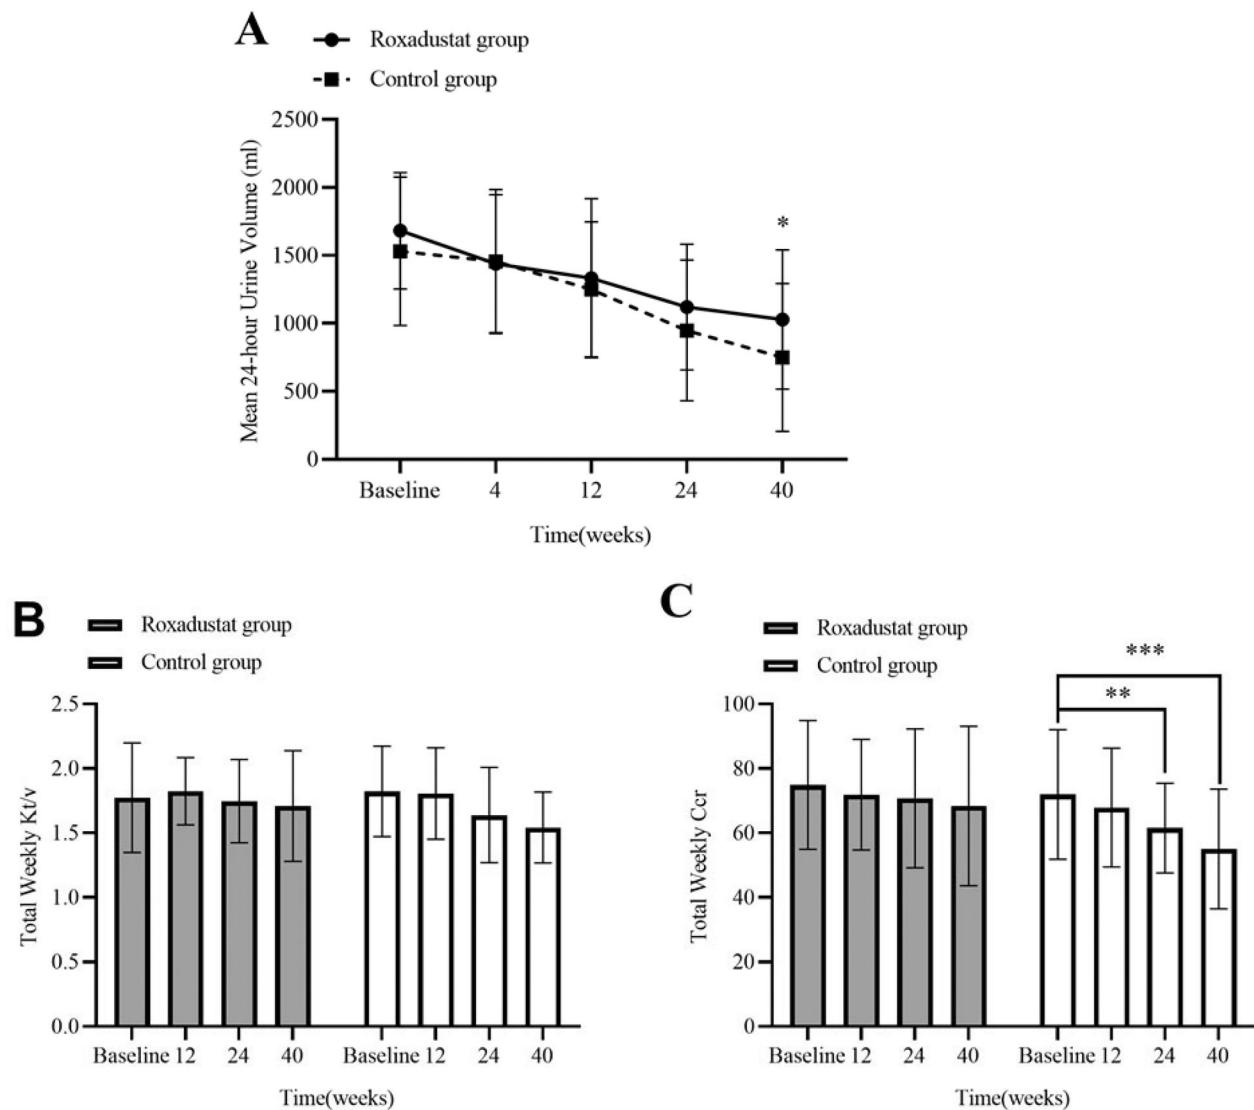 A
Roxadustat group
Control group
2500
2000
1500
1000
500
0
Mean 24-hour Urine Volume (ml)
*
Baseline 4 12 24 40
Time(weeks)
B
Roxadustat group
Control group
2.5
2.0
1.5
1.0
0.5
0.0
Total Weekly Kt/v
Baseline 12 24 40 Baseline 12 24 40
Time(weeks)
C
Roxadustat group
Control group
***
**
100
80
60
40
20
0
Total Weekly Ccr
Baseline 12 24 40 Baseline 12 24 40
Time(weeks)